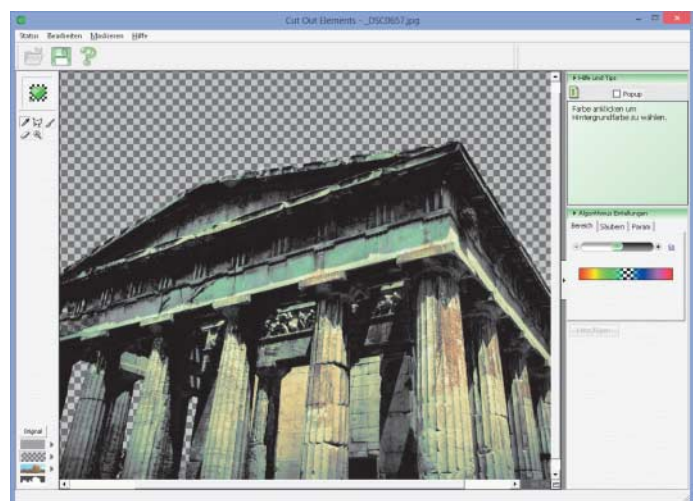 Cut Out Elements - _DSC0657.jpg
Status Bearbeiten Maskieren Hilfe
Hilfe und Tips
Popup
Farbe anklicken um
Hintergrundfarbe zu wählen.
Algorithmus Einstellungen
Bereich Säubern Param
Original